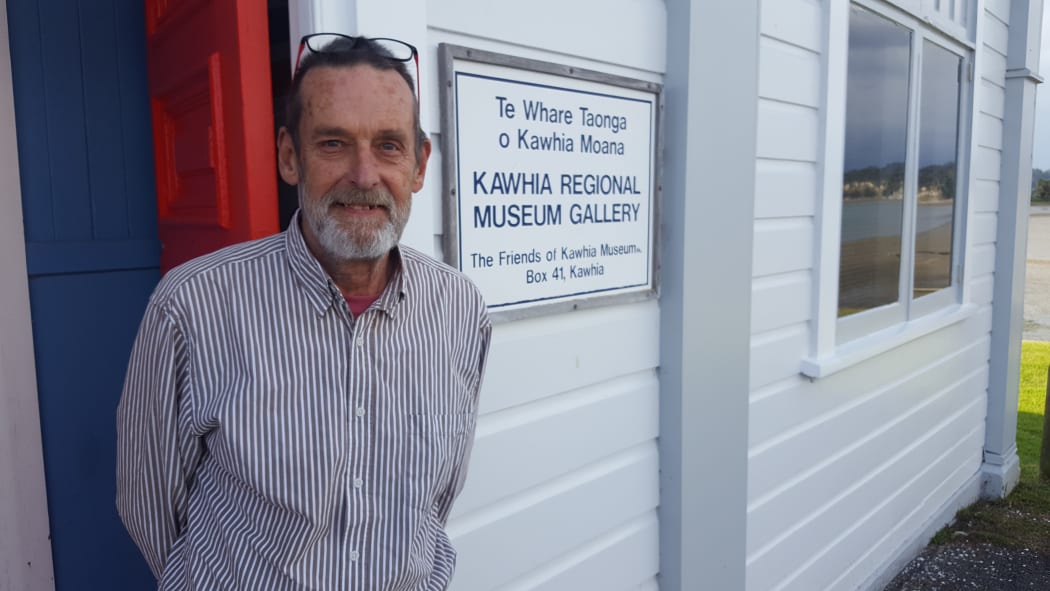 Te Whare Taonga
o Kawhia Moana
KAWHIA REGIONAL
MUSEUM GALLERY
The Friends of Kawhia Museum
Box 41, Kawhia